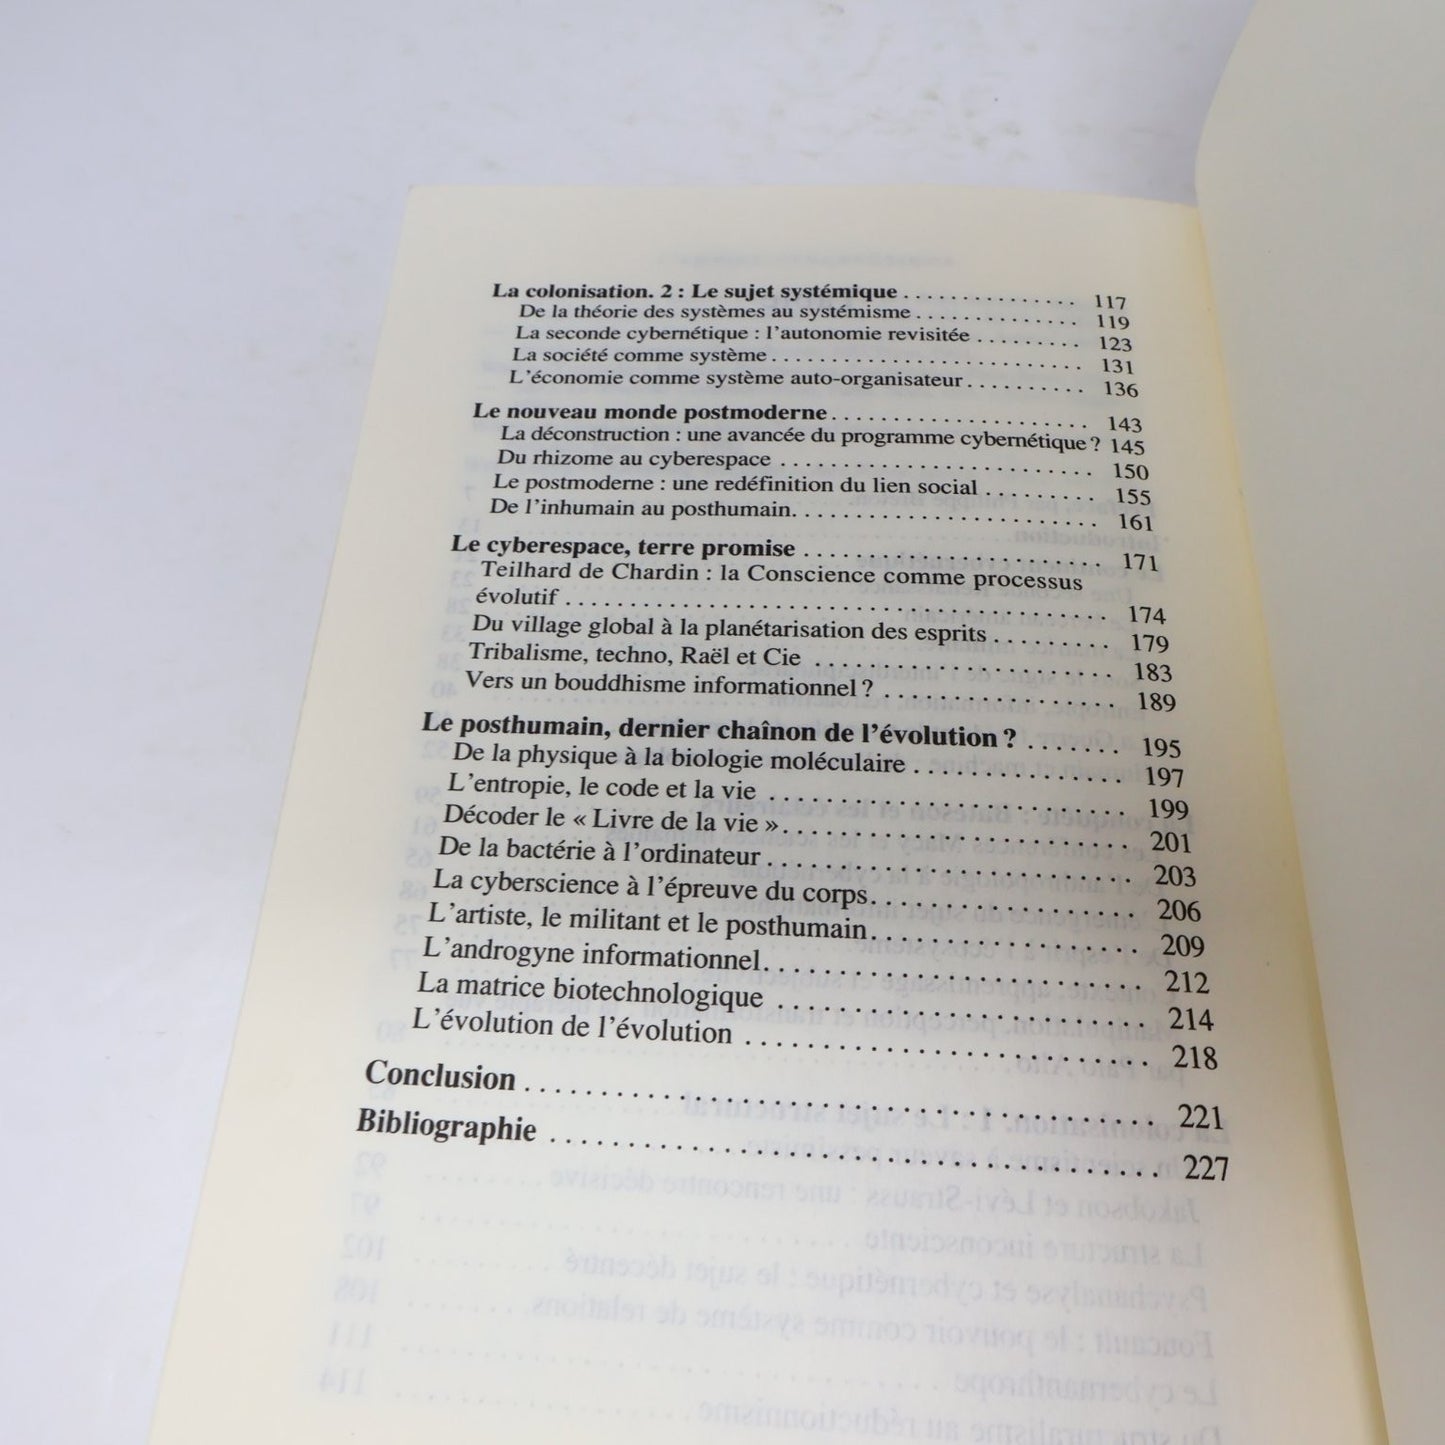 La colonisation. 2 : Le sujet systémique . . . . . . . . . . . . . . . 117
De la théorie des systèmes au systémisme . . . . . . . . . . . . . . 119
La seconde cybernétique : l'autonomie revisitée . . . . . . . . . 123
La société comme système . . . . . . . . . . . . . . . . . . . . . . . . . . . 131
L'économie comme système auto-organisateur . . . . . . . . . . 136
Le nouveau monde postmoderne . . . . . . . . . . . . . . . . . . . . . . 143
La déconstruction : une avancée du programme cybernétique ? 145
Du rhizome au cyberespace . . . . . . . . . . . . . . . . . . . . . . . . . . . 150
Le postmoderne : une redéfinition du lien social . . . . . . . . . 155
De l'inhumain au posthumain. . . . . . . . . . . . . . . . . . . . . . . . . . 161
Le cyberespace, terre promise . . . . . . . . . . . . . . . . . . . . . . . . . 171
Teilhard de Chardin : la Conscience comme processus
évolutif . . . . . . . . . . . . . . . . . . . . . . . . . . . . . . . . . . . . . . . . . . . 174
Du village global à la planétarisation des esprits . . . . . . . . . 179
Tribalisme, techno, Raël et Cie . . . . . . . . . . . . . . . . . . . . . . . 183
Vers un bouddhisme informationnel ? . . . . . . . . . . . . . . . . . . 189
Le posthumain, dernier chaînon de l'évolution ? . . . . . . . 195
De la physique à la biologie moléculaire . . . . . . . . . . . . . . . 197
L'entropie, le code et la vie . . . . . . . . . . . . . . . . . . . . . . . . . 199
Décoder le « Livre de la vie ». . . . . . . . . . . . . . . . . . . . . . . . 201
De la bactérie à l'ordinateur . . . . . . . . . . . . . . . . . . . . . . . . . 203
La cyberscience à l'épreuve du corps. . . . . . . . . . . . . . . . . . 206
L'artiste, le militant et le posthumain. . . . . . . . . . . . . . . . . . 209
L'androgyne informationnel. . . . . . . . . . . . . . . . . . . . . . . . . 212
La matrice biotechnologique . . . . . . . . . . . . . . . . . . . . . . . . 214
L'évolution de l'évolution . . . . . . . . . . . . . . . . . . . . . . . . . . 218
Conclusion . . . . . . . . . . . . . . . . . . . . . . . . . . . . . . . . . . . . . . . 221
Bibliographie . . . . . . . . . . . . . . . . . . . . . . . . . . . . . . . . . . . . . 227